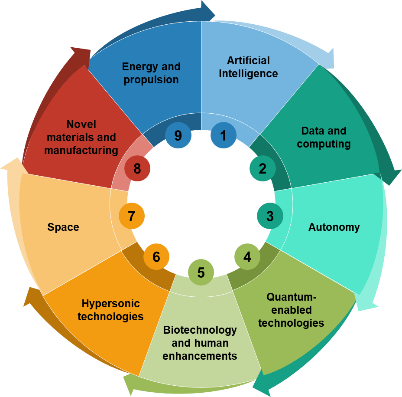 Artificial
Intelligence
1
Data and
computing
2
Autonomy
3
Quantum-
enabled
technologies
4
Biotechnology
and human
enhancements
5
Hypersonic
technologies
6
Space
7
Novel
materials and
manufacturing
8
Energy and
propulsion
9